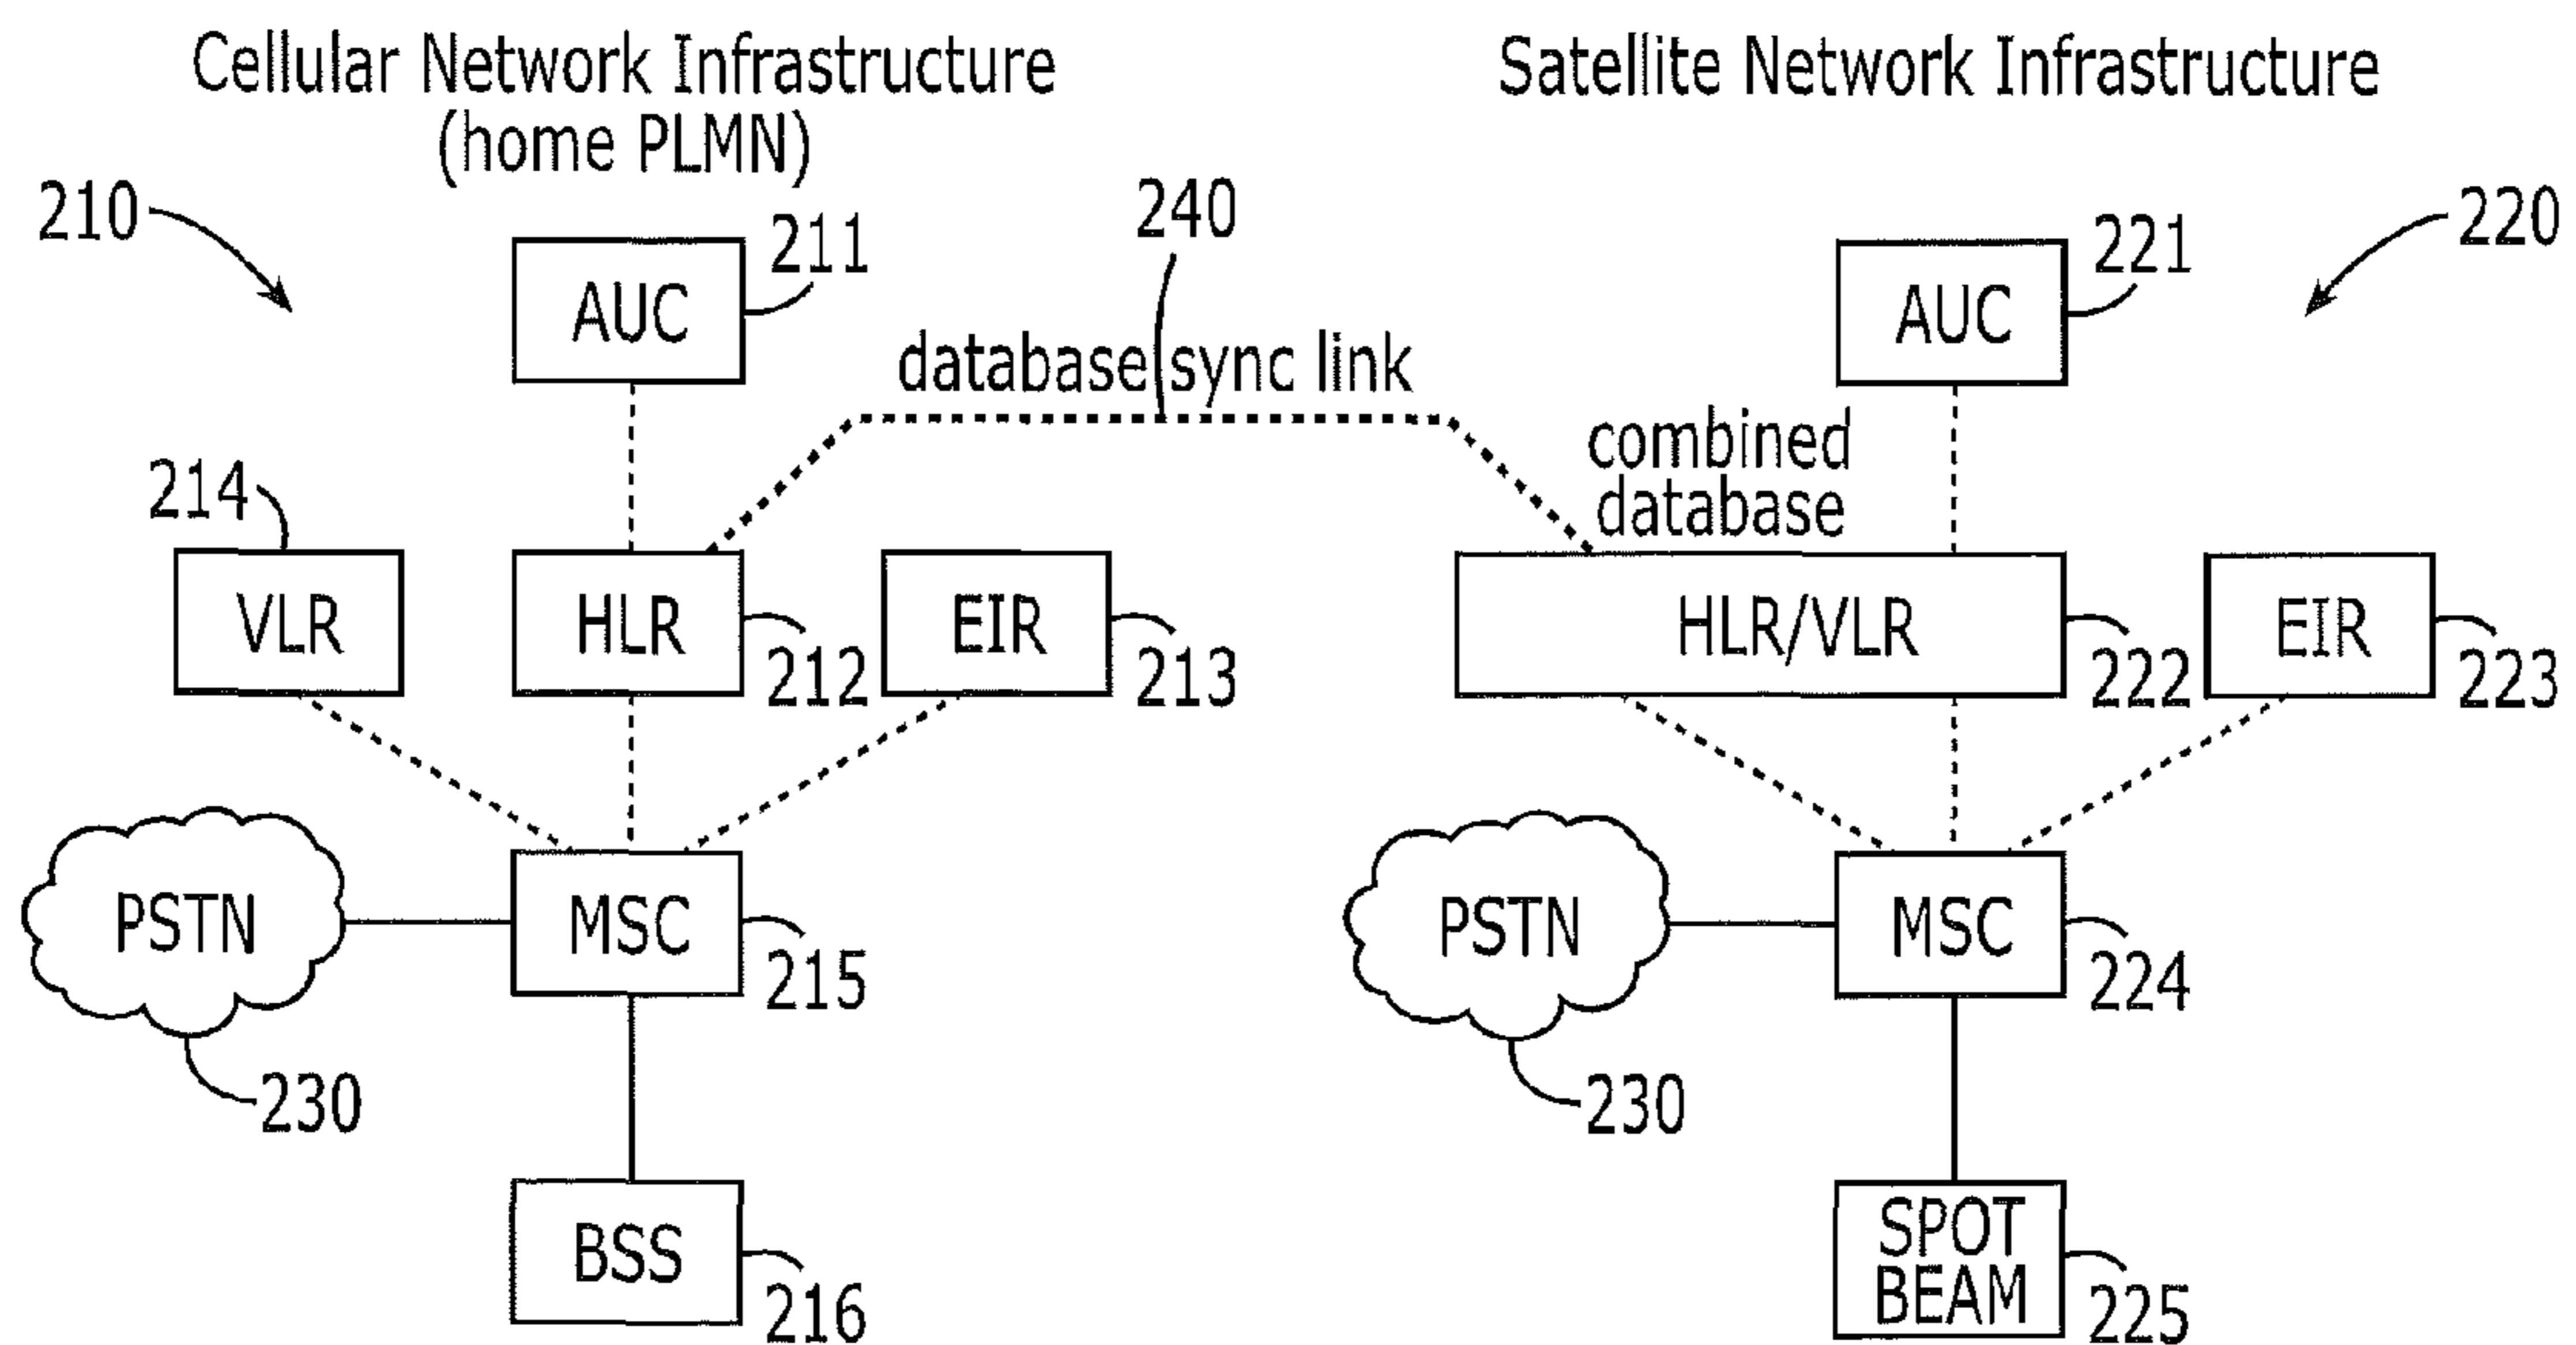 Cellular Network Infrastructure
(home PLMN)
Satellite Network Infrastructure
210
211
240
221
220
AUC
AUC
database sync link
combined
database
214
VLR
HLR
EIR
HLR/VLR
EIR
212
213
222
223
PSTN
MSC
PSTN
MSC
215
224
230
230
BSS
SPOT
BEAM
216
225